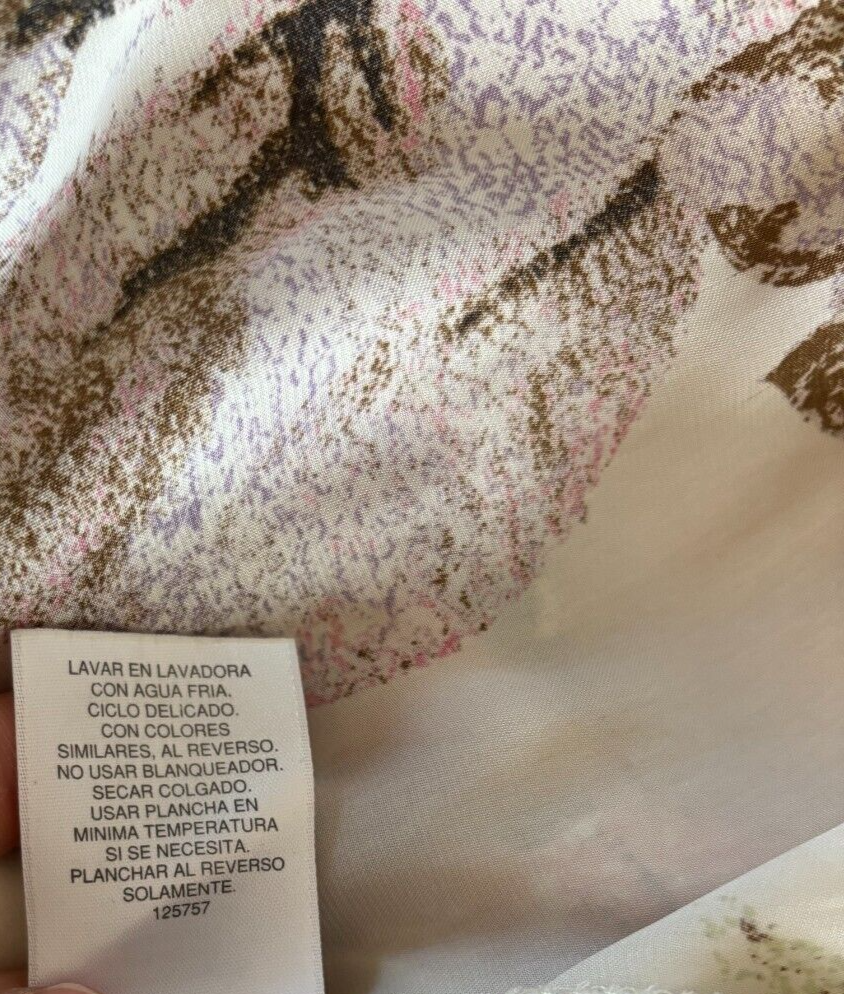 LAVAR EN LAVADORA
CON AGUA FRIA.
CICLO DELICADO.
CON COLORES
SIMILARES, AL REVERSO.
NO USAR BLANQUEADOR.
SECAR COLGADO.
USAR PLANCHA EN
MINIMA TEMPERATURA
SI SE NECESITA.
PLANCHAR AL REVERSO
SOLAMENTE.
125757